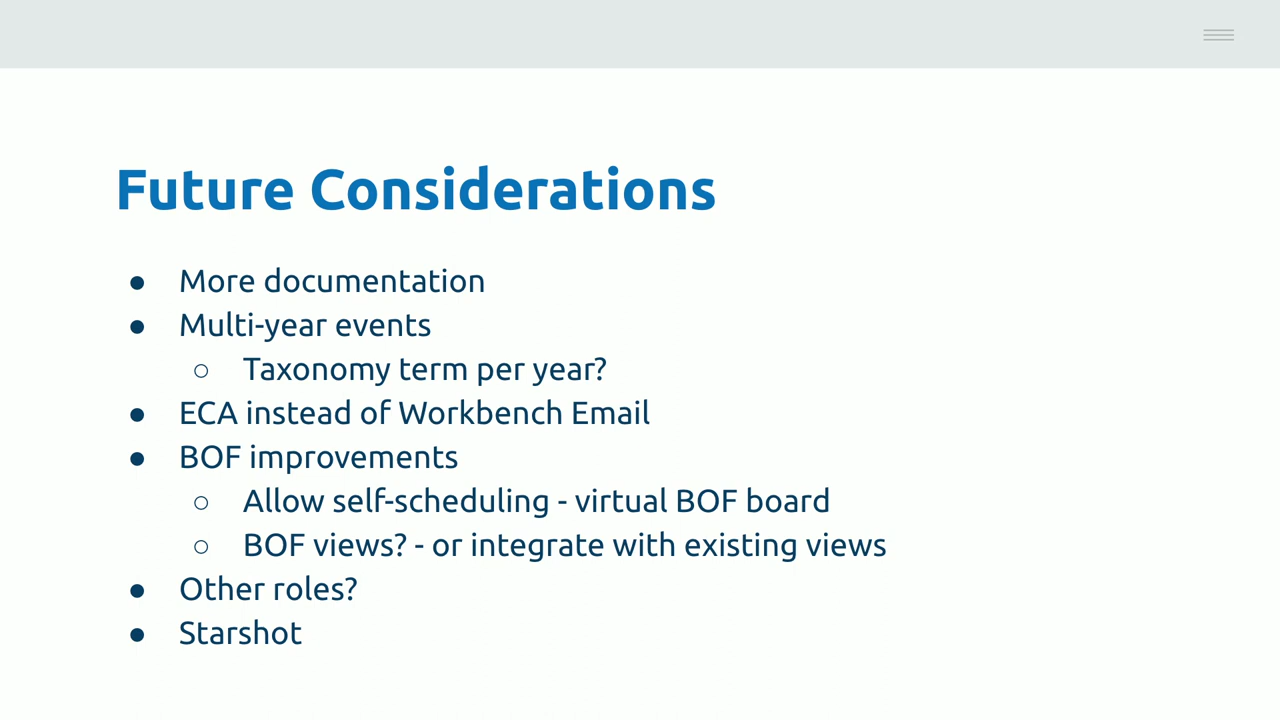 Future Considerations
● More documentation
● Multi-year events
○ Taxonomy term per year?
● ECA instead of Workbench Email
● BOF improvements
○ Allow self-scheduling - virtual BOF board
○ BOF views? - or integrate with existing views
● Other roles?
● Starshot